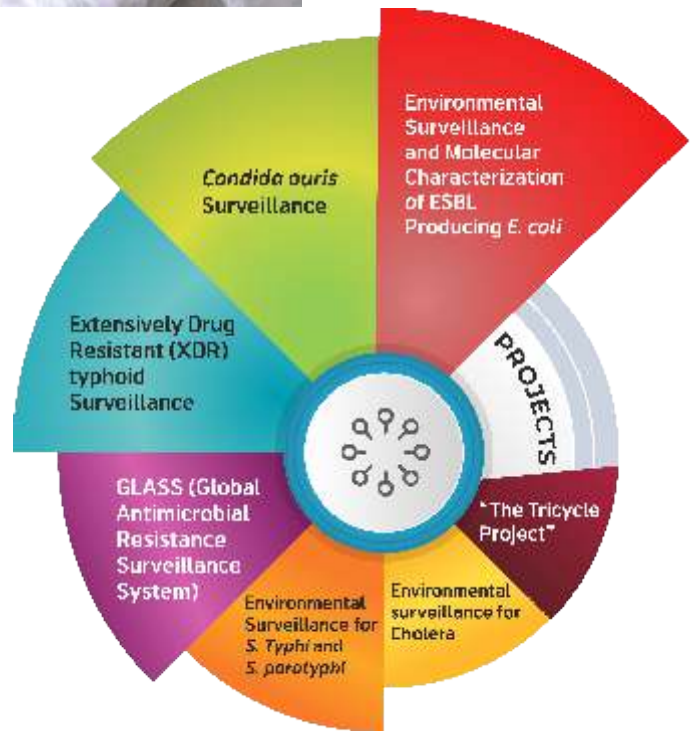 Environmental
Surveillance
and Molecular
Characterization
of ESBL
Producing E. coli
Candida auris
Surveillance
Extensively Drug
Resistant (XDR)
typhoid
Surveillance
PROJECTS
GLASS (Global
Antimicrobial
Resistance
Surveillance
System)
"The Tricycle
Project"
Environmental
Surveillance for
S. Typhi and
S. paratyphi
Environmental
surveillance for
Cholera